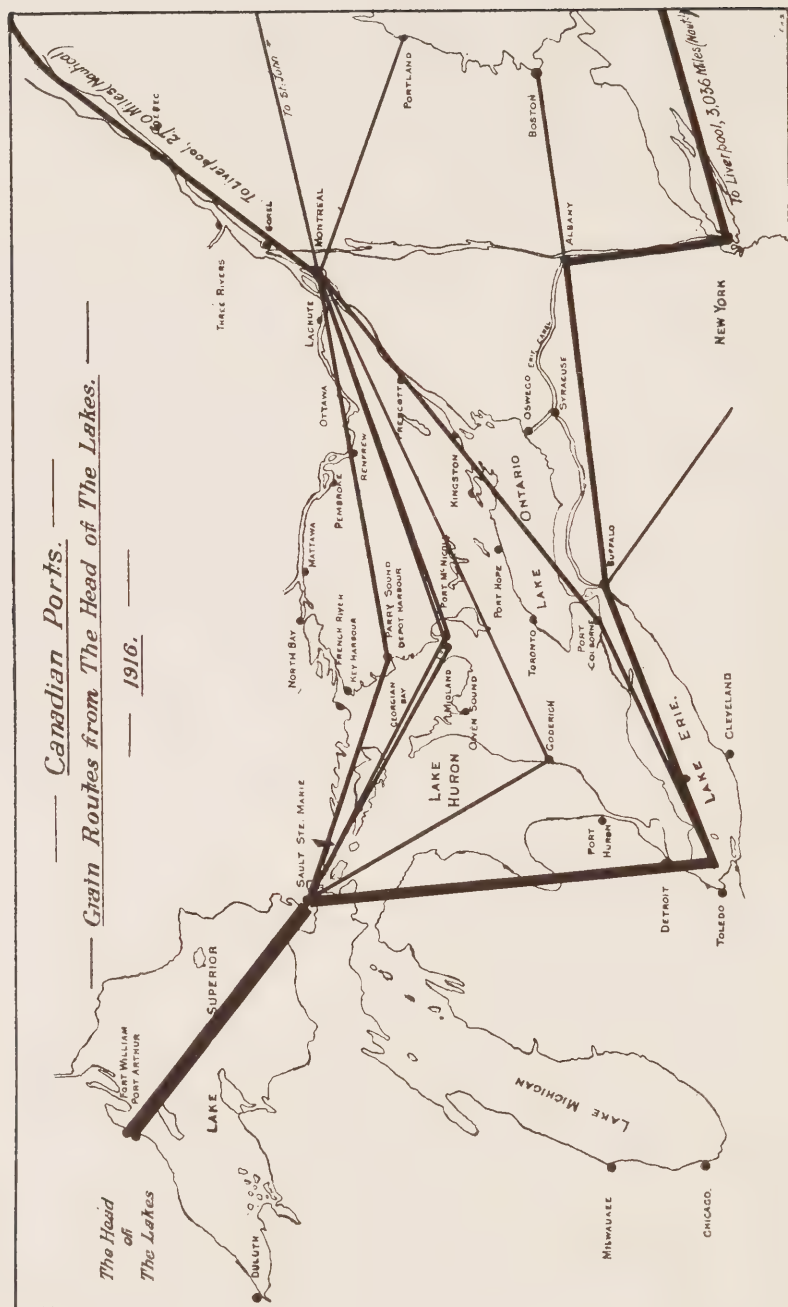 Canadian Ports.
Grain Routes from The Head of The Lakes.
1916.
The Head
of
The Lakes
FORT WILLIAM
PORT ARTHUR
DULUTH
LAKE SUPERIOR
SAULT STE. MARIE
NORTH BAY
MATTAWA
PEMBROKE
RENFREW
OTTAWA
LACHUTE
MONTREAL
THREE RIVERS
SOREL
QUEBEC
To Liverpool, 2760 Miles (Nautical)
To St. John
PORTLAND
FRENCH RIVER
KEY HARBOUR
PARRY SOUND
DEPOT HARBOUR
GEORGIAN
BAY
PORT McNICOLL
MIDLAND
OWEN SOUND
LAKE
HURON
GODERICH
PRESCOTT
KINGSTON
PORT HOPE
TORONTO
LAKE ONTARIO
PORT
COLBORNE
OSWEGO
ERIE CANAL
SYRACUSE
ALBANY
BOSTON
BUFFALO
PORT
HURON
DETROIT
TOLEDO
LAKE ERIE.
CLEVELAND
NEW YORK
To Liverpool, 3,036 Miles (Naut.)
LAKE MICHIGAN
MILWAUKEE
CHICAGO.